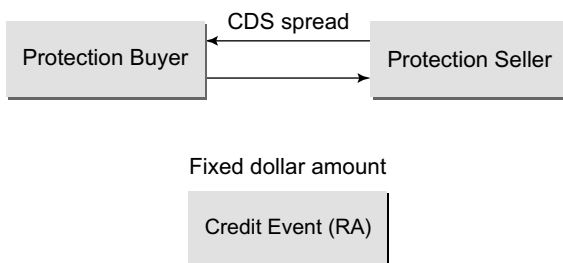 CDS spread
Protection Buyer
Protection Seller
Fixed dollar amount
Credit Event (RA)